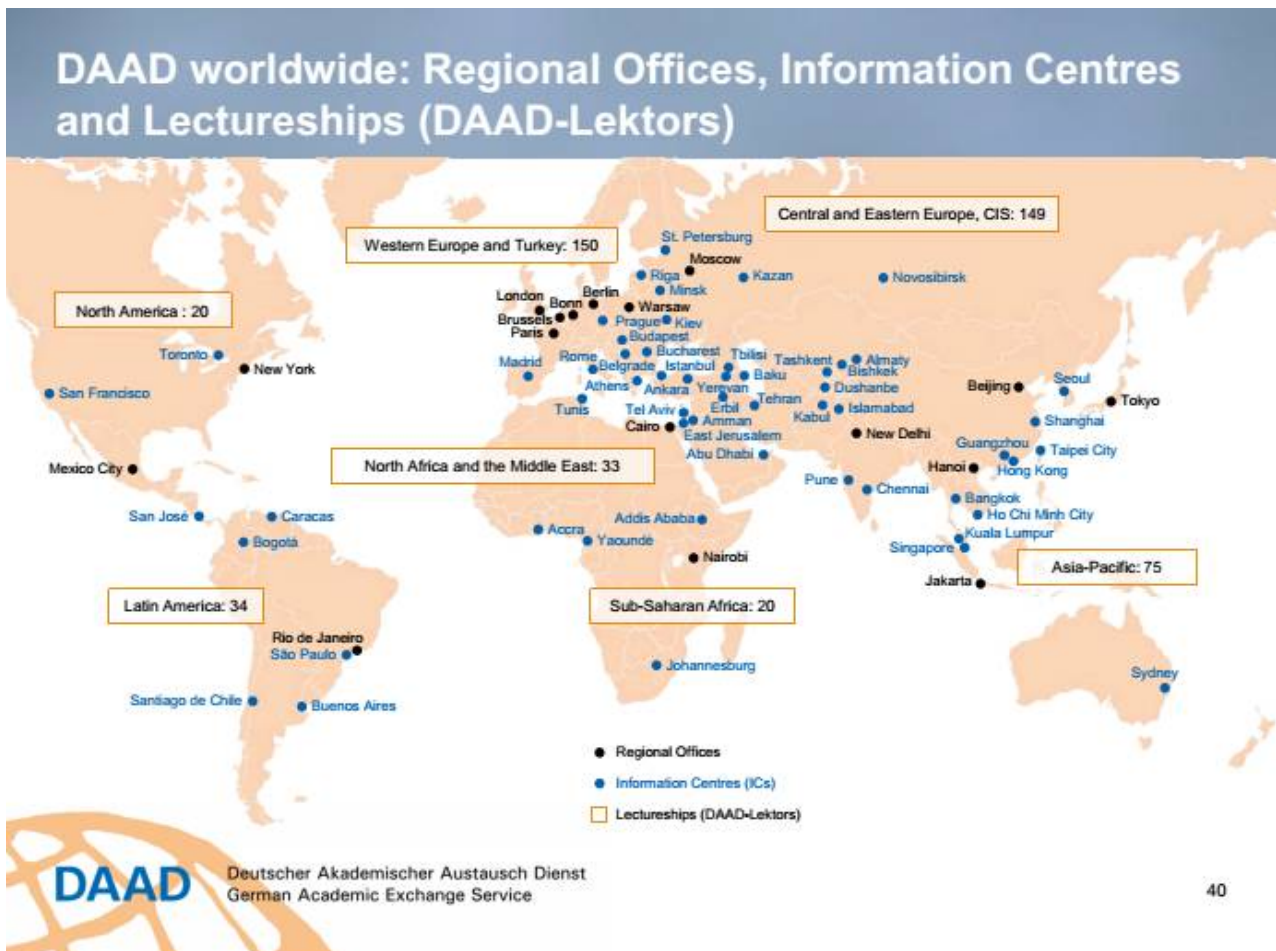 DAAD worldwide: Regional Offices, Information Centres
and Lectureships (DAAD-Lektors)
Central and Eastern Europe, CIS: 149
Western Europe and Turkey: 150
St. Petersburg
Moscow
Riga
Kazan
Novosibirsk
Minsk
North America : 20
London
Bonn
Berlin
Warsaw
Brussels
Prague
Kiev
Paris
Budapest
Toronto
New York
Madrid
Rome
Bucharest
Belgrade
Istanbul
Tbilisi
Tashkent
Almaty
Bishkek
San Francisco
Athens
Ankara
Yerevan
Baku
Dushanbe
Beijing
Seoul
Tokyo
Tunis
Tel Aviv
Erbil
Tehran
Kabul
Islamabad
Amman
Shanghai
Cairo
East Jerusalem
New Delhi
Abu Dhabi
Guangzhou
Taipei City
Mexico City
North Africa and the Middle East: 33
Hanoi
Hong Kong
Pune
Chennai
Bangkok
San José
Caracas
Addis Ababa
Ho Chi Minh City
Accra
Yaoundé
Kuala Lumpur
Bogotá
Singapore
Nairobi
Asia-Pacific: 75
Jakarta
Latin America: 34
Sub-Saharan Africa: 20
Rio de Janeiro
São Paulo
Johannesburg
Sydney
Santiago de Chile
Buenos Aires
Regional Offices
Information Centres (ICs)
Lectureships (DAAD-Lektors)
DAAD
Deutscher Akademischer Austausch Dienst
German Academic Exchange Service
40